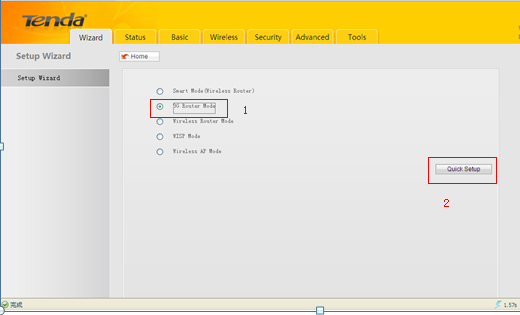 Tenda
Wizard Status Basic Wireless Security Advanced Tools
Setup Wizard
Home
Setup Wizard
Smart Mode(Wireless Router)
3G Router Mode
1
Wireless Router Mode
WISP Mode
Wireless AP Mode
Quick Setup
2
完成
1.57s